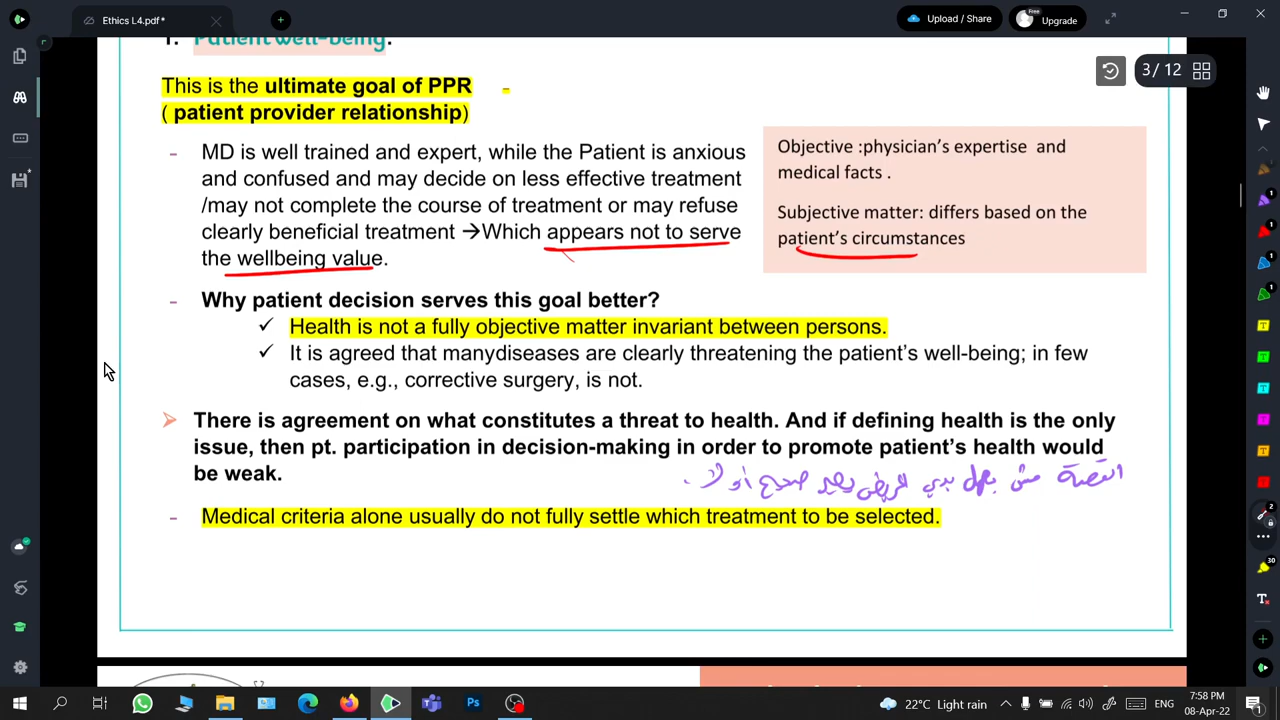 Ethics L4.pdf*
Upload / Share
Free
Upgrade
1. Patient well-being.
3/ 12
This is the ultimate goal of PPR
( patient provider relationship)
- MD is well trained and expert, while the Patient is anxious
and confused and may decide on less effective treatment
/may not complete the course of treatment or may refuse
clearly beneficial treatment →Which appears not to serve
the wellbeing value.
Objective :physician’s expertise and
medical facts .
Subjective matter: differs based on the
patient’s circumstances
- Why patient decision serves this goal better?
✓ Health is not a fully objective matter invariant between persons.
✓ It is agreed that manydiseases are clearly threatening the patient’s well-being; in few
cases, e.g., corrective surgery, is not.
➢ There is agreement on what constitutes a threat to health. And if defining health is the only
issue, then pt. participation in decision-making in order to promote patient’s health would
be weak.
القصة مش بهل بدي المريض يصير صحيح أو لا.
- Medical criteria alone usually do not fully settle which treatment to be selected.
22°C Light rain
ENG
7:58 PM
08-Apr-22